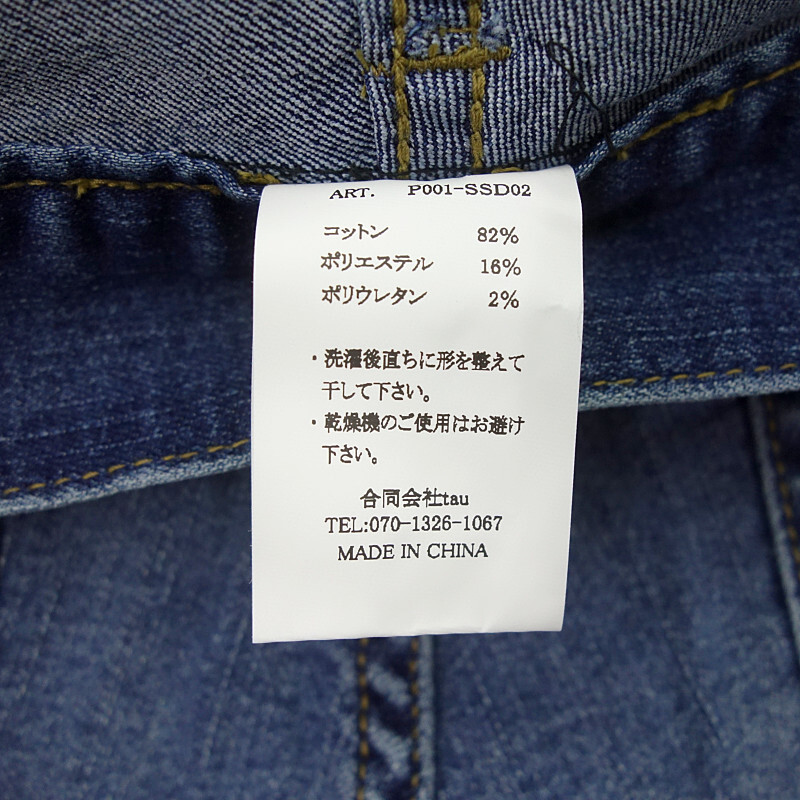 ART. P001-SSD02
コットン 82%
ポリエステル 16%
ポリウレタン 2%
・洗濯後直ちに形を整えて
干して下さい。
・乾燥機のご使用はお避け
下さい。
合同会社tau
TEL:070-1326-1067
MADE IN CHINA